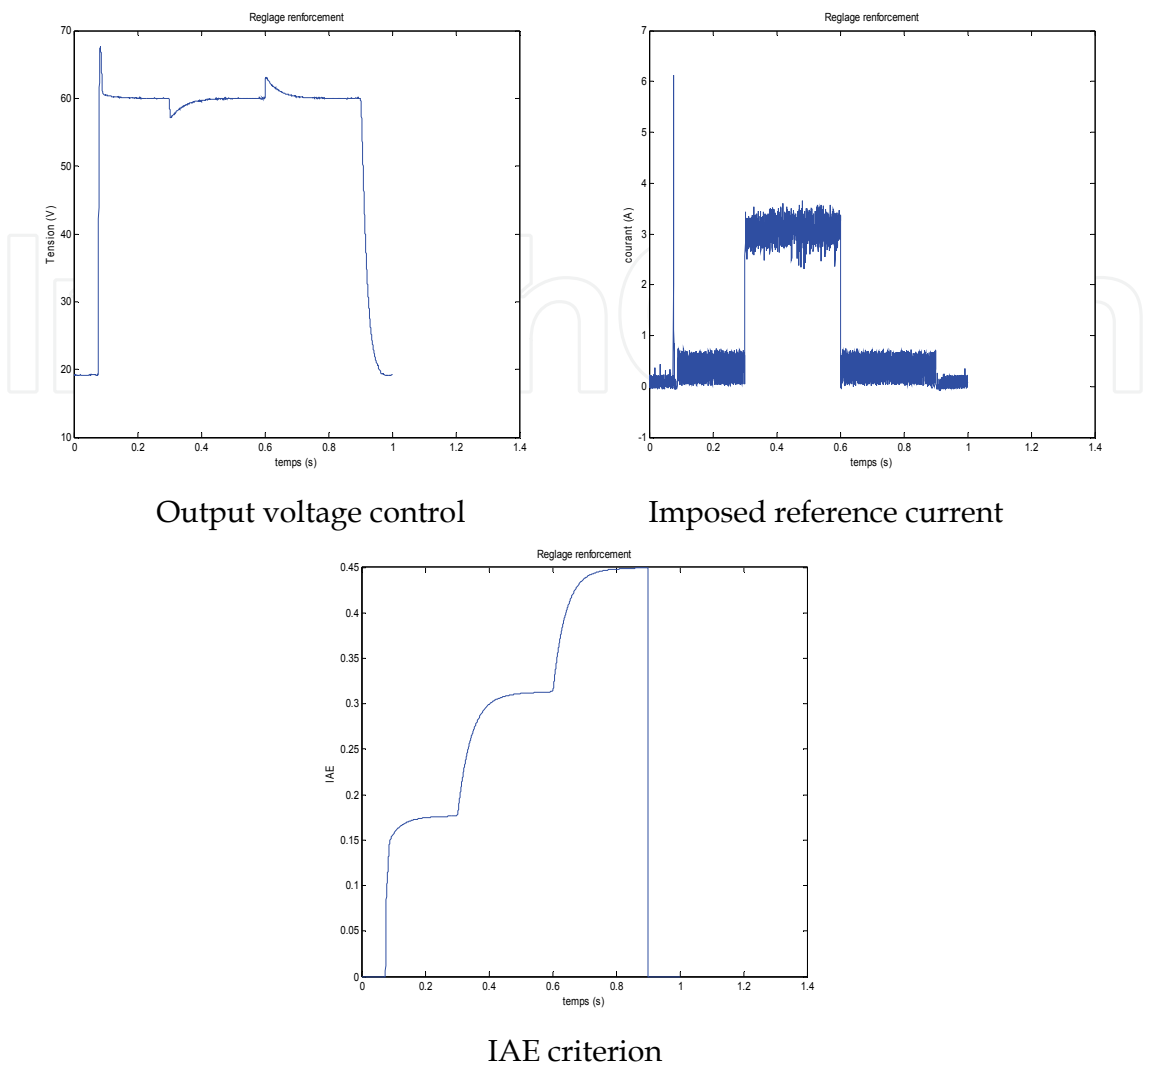 Reglage renforcement
70
60
50
40
30
20
10
Tension (V)
0 0.2 0.4 0.6 0.8 1 1.2 1.4
temps (s)
Output voltage control
Reglage renforcement
7
6
5
4
3
2
1
0
-1
courant (A)
0 0.2 0.4 0.6 0.8 1 1.2 1.4
temps (s)
Imposed reference current
Reglage renforcement
0.45
0.4
0.35
0.3
0.25
0.2
0.15
0.1
0.05
0
IAE
0 0.2 0.4 0.6 0.8 1 1.2 1.4
temps (s)
IAE criterion